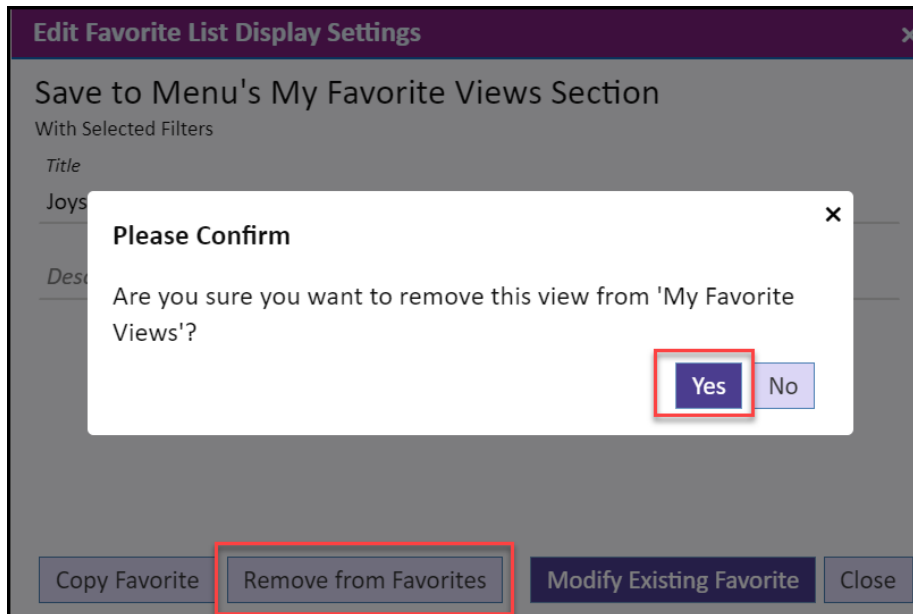 Edit Favorite List Display Settings
×
Save to Menu's My Favorite Views Section
With Selected Filters
Title
Joys
×
Please Confirm
Desc
Are you sure you want to remove this view from 'My Favorite
Views'?
Yes
No
Copy Favorite
Remove from Favorites
Modify Existing Favorite
Close